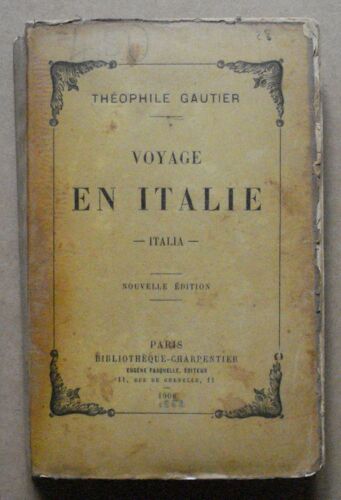 THÉOPHILE GAUTIER
VOYAGE
EN ITALIE
— ITALIA —
NOUVELLE ÉDITION
PARIS
BIBLIOTHÈQUE-CHARPENTIER
EUGÈNE FASQUELLE, ÉDITEUR
11, RUE DE GRENELLE, 11